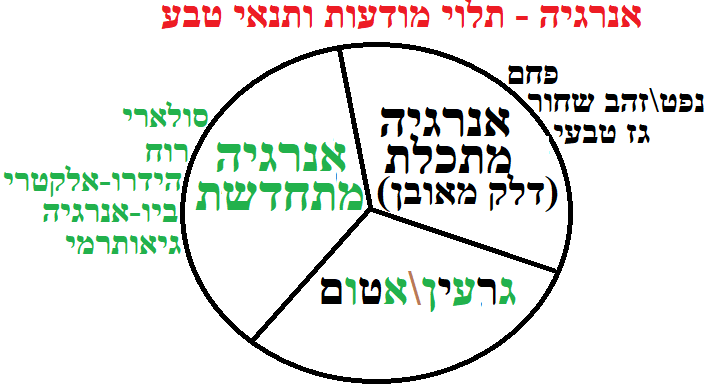 אנרגיה - תלוי מודעות ותנאי טבע
פחם
נפט\זהב שחור
גז טבעי
אנרגיה
מתכלת
(דלק מאובן)
סולארי
רוח
הידרו-אלקטרי
ביו-אנרגיה
גיאותרמי
אנרגיה
מתחדשת
גרעין\אטום